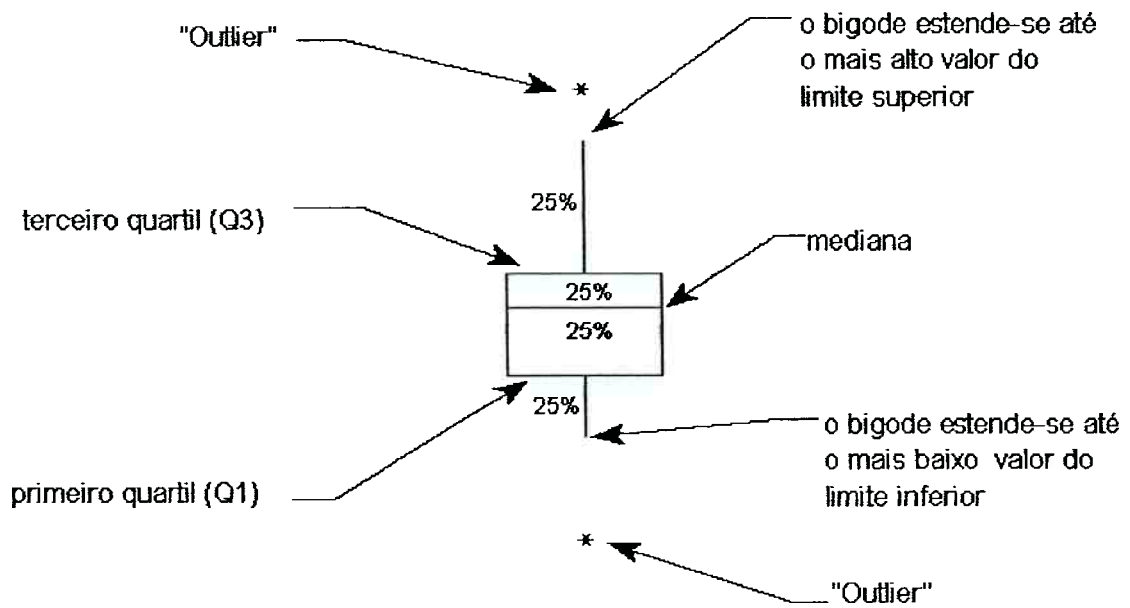 "Outlier"
o bigode estende-se até
o mais alto valor do
limite superior
25%
terceiro quartil (Q3)
mediana
25%
25%
25%
o bigode estende-se até
o mais baixo valor do
limite inferior
primeiro quartil (Q1)
"Outlier"